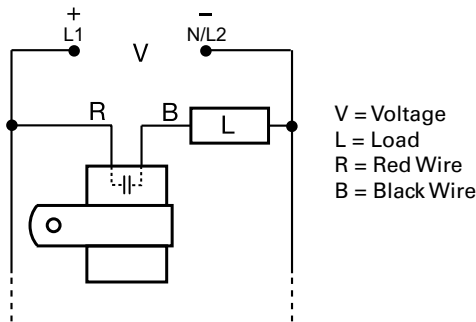 + −
L1 V N/L2
R B L
V = Voltage
L = Load
R = Red Wire
B = Black Wire